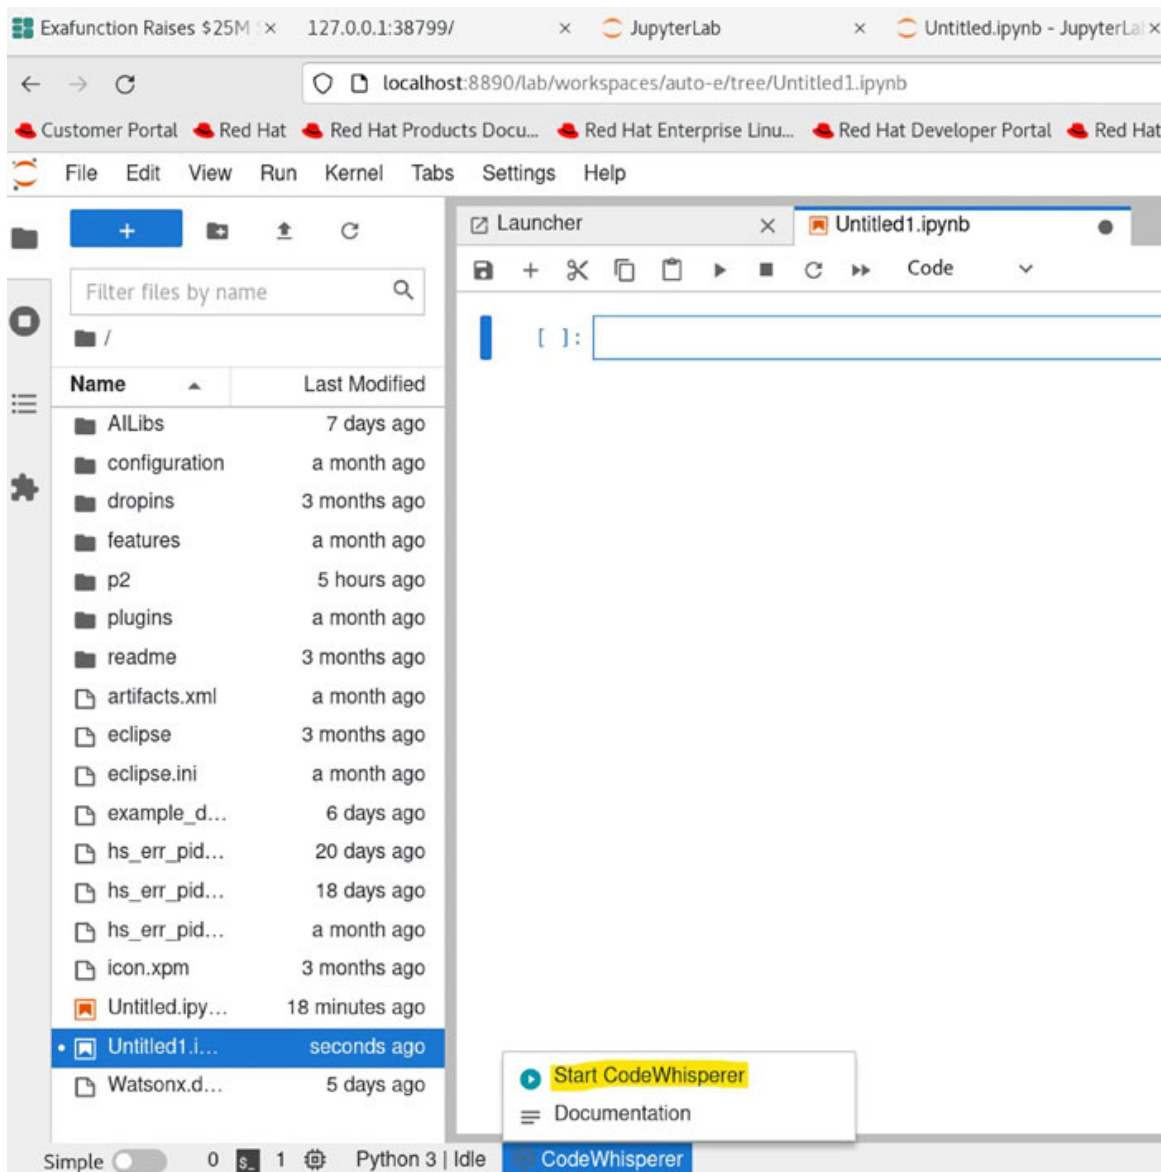 Exafunction Raises $25M S × 127.0.0.1:38799/ × JupyterLab × Untitled.ipynb - JupyterLa ×
localhost:8890/lab/workspaces/auto-e/tree/Untitled1.ipynb
Customer Portal Red Hat Red Hat Products Docu... Red Hat Enterprise Linu... Red Hat Developer Portal Red Hat
File Edit View Run Kernel Tabs Settings Help
+ Launcher × Untitled1.ipynb
Code
Filter files by name
/
[ ]:
Name Last Modified
AILibs 7 days ago
configuration a month ago
dropins 3 months ago
features a month ago
p2 5 hours ago
plugins a month ago
readme 3 months ago
artifacts.xml a month ago
eclipse 3 months ago
eclipse.ini a month ago
example_d... 6 days ago
hs_err_pid... 20 days ago
hs_err_pid... 18 days ago
hs_err_pid... a month ago
icon.xpm 3 months ago
Untitled.ipy... 18 minutes ago
Untitled1.i... seconds ago
Watsonx.d... 5 days ago
Start CodeWhisperer
Documentation
Simple 0 $_ 1 Python 3 | Idle CodeWhisperer